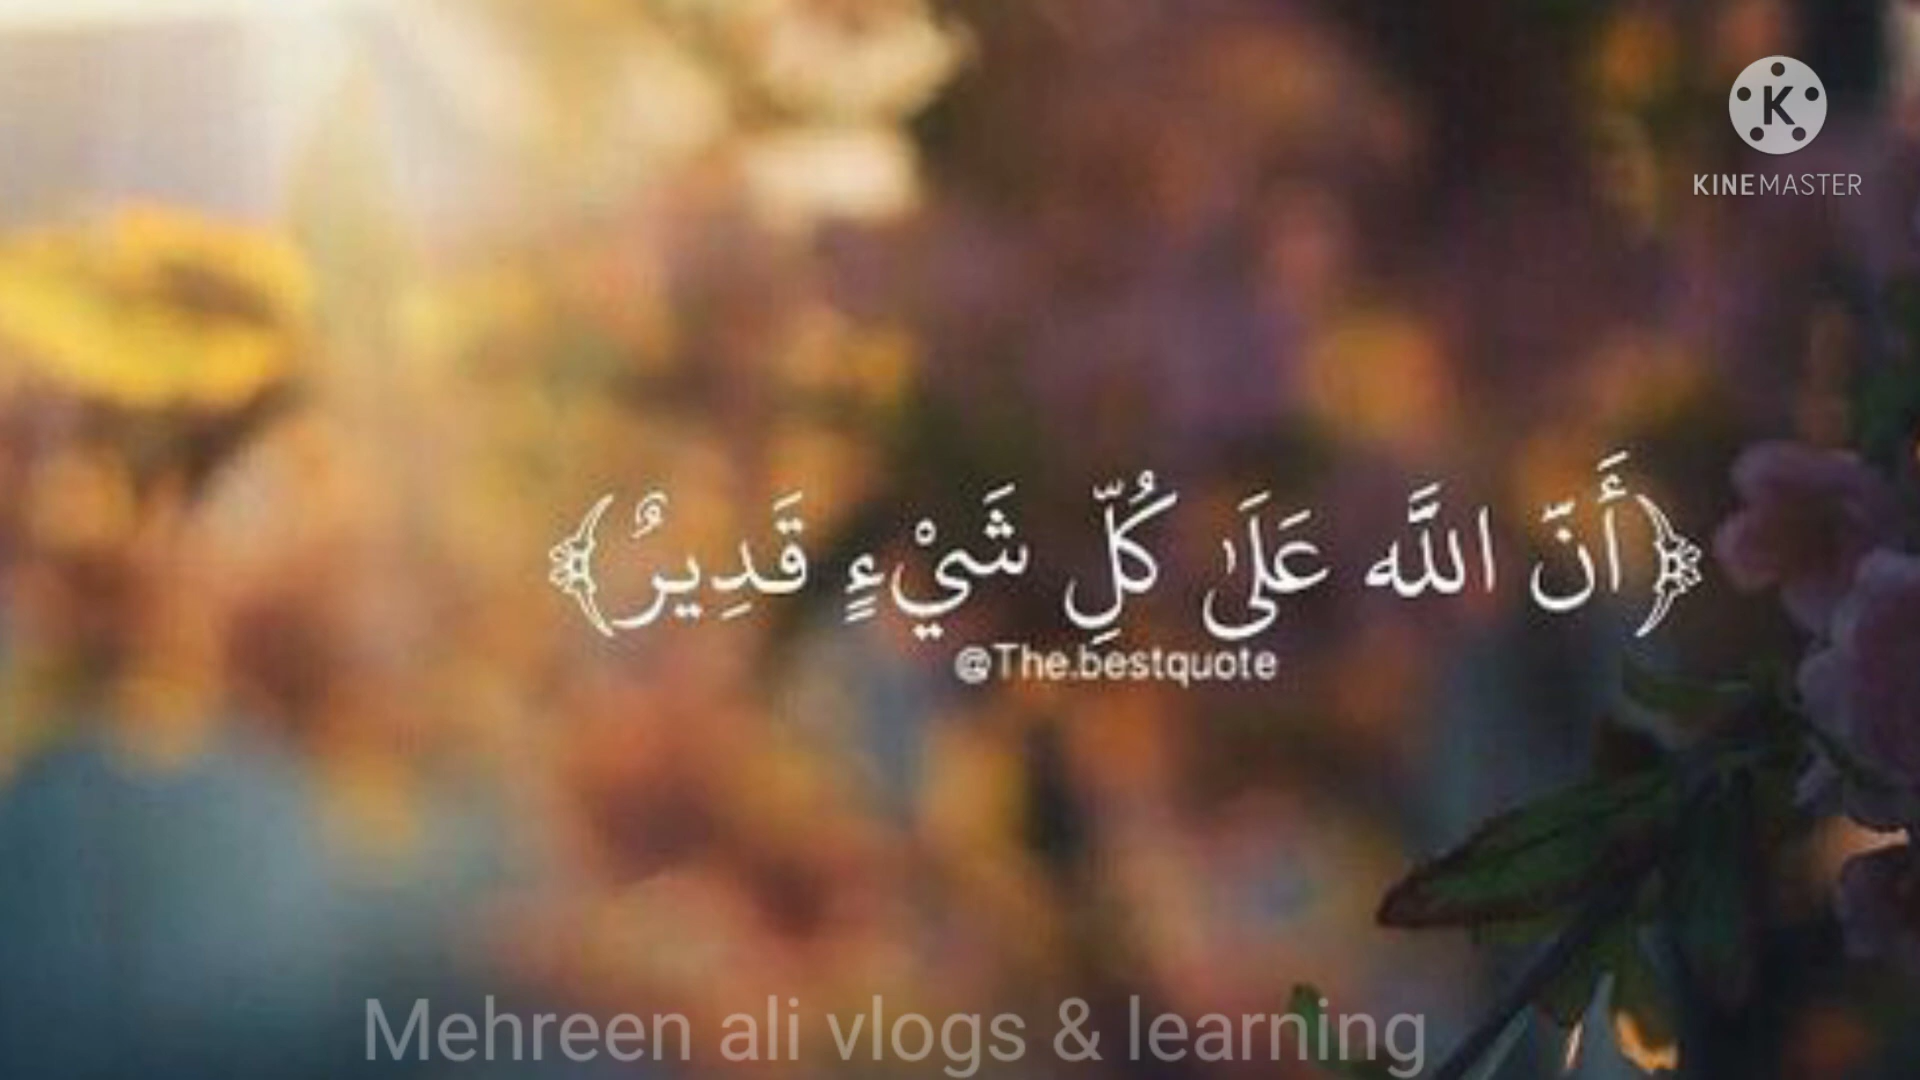 K
KINEMASTER
﴿أَنَّ اللَّه عَلَىٰ كُلِّ شَيْءٍ قَدِيرٌ﴾
@The.bestquote
Mehreen ali vlogs & learning